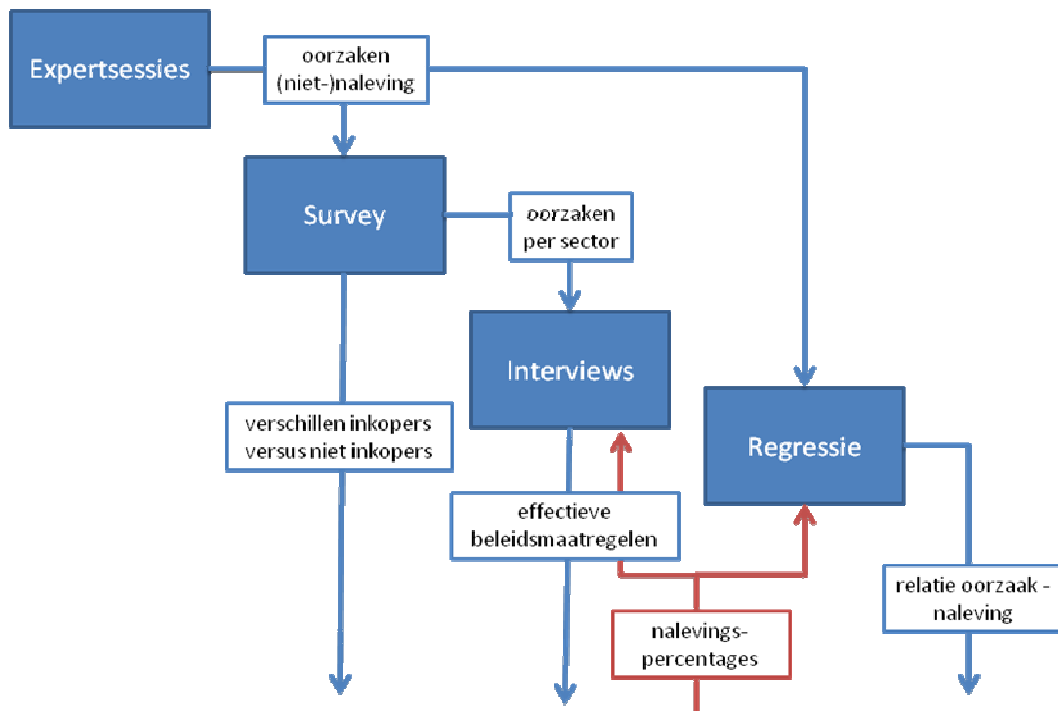 Expertsessies
oorzaken
(niet-)naleving
Survey
oorzaken
per sector
Interviews
verschillen inkopers
versus niet inkopers
Regressie
effectieve
beleidsmaatregelen
relatie oorzaak -
naleving
nalevings-
percentages